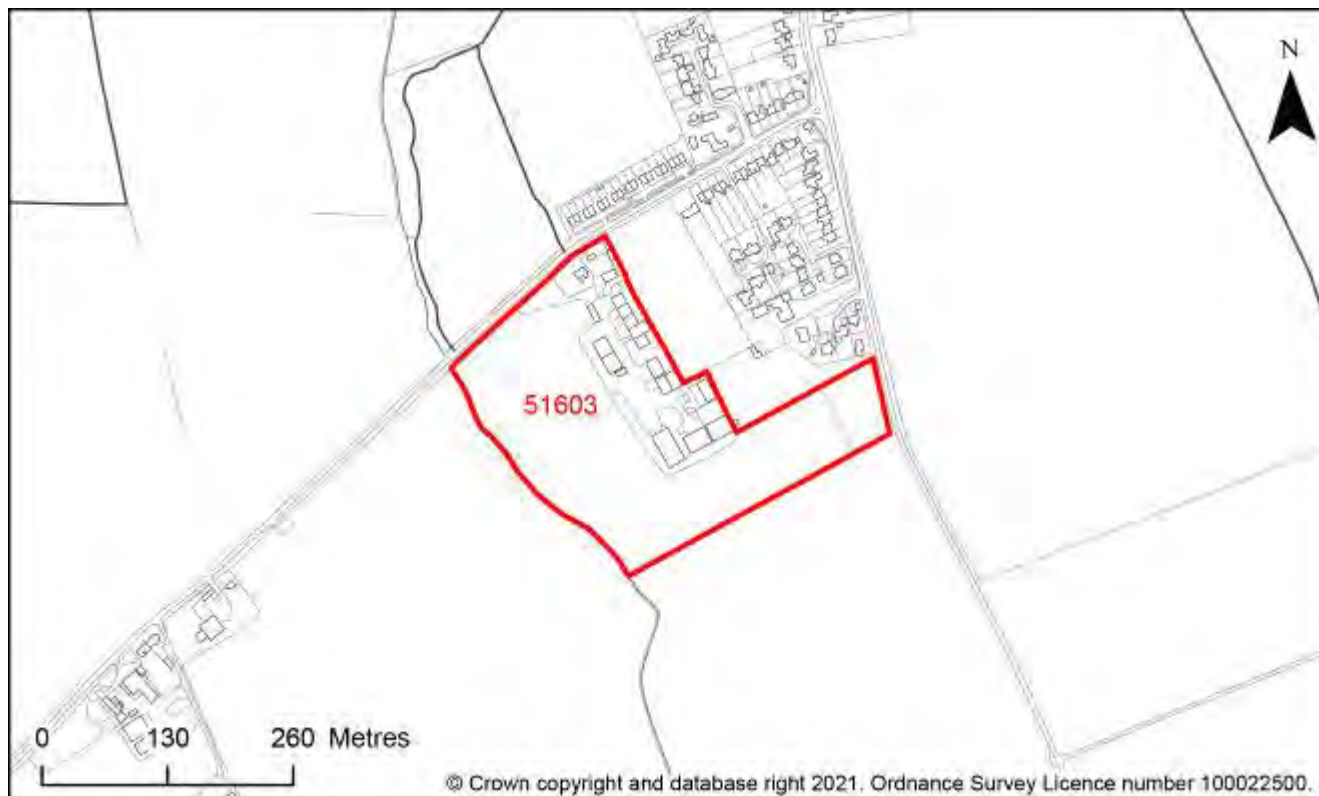 N
51603
0 130 260 Metres
© Crown copyright and database right 2021. Ordnance Survey Licence number 100022500.